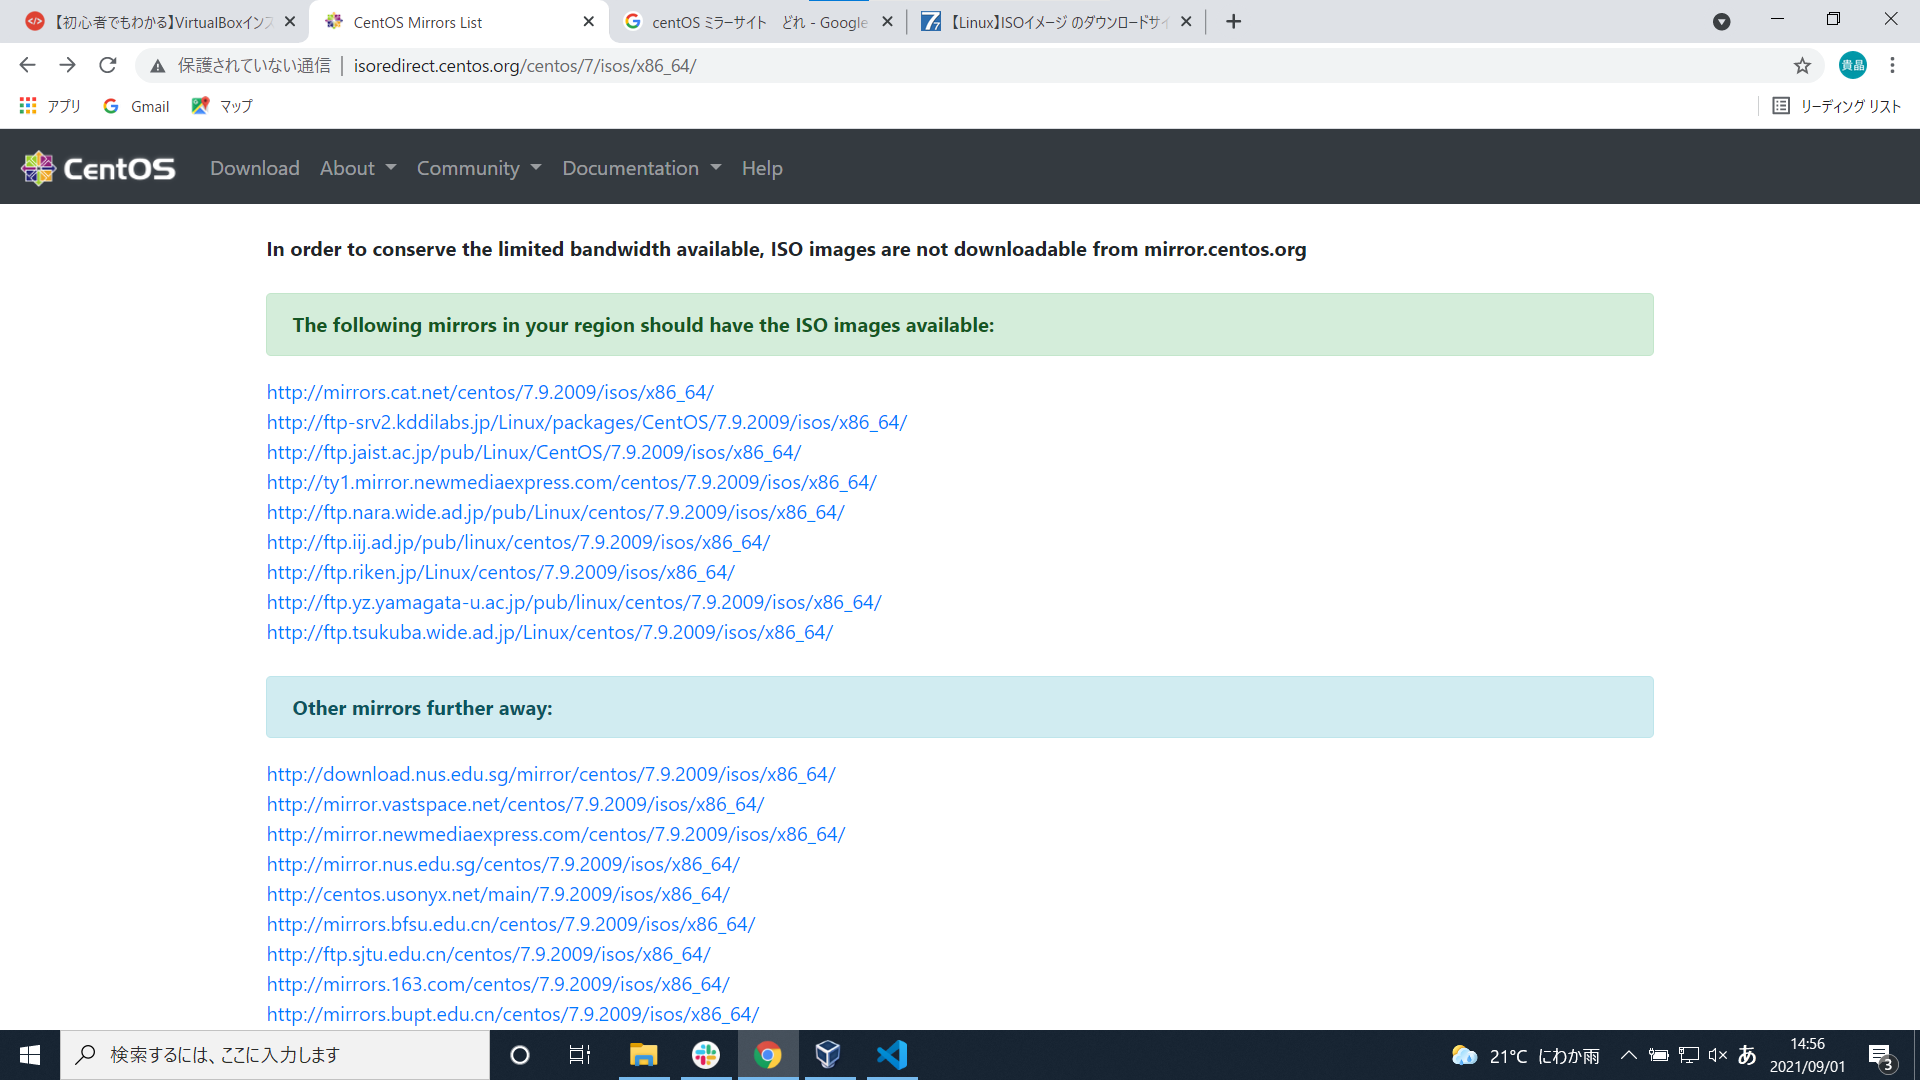 【初心者でもわかる】VirtualBoxインス
CentOS Mirrors List
centOS ミラーサイト　どれ - Google
【Linux】ISOイメージ のダウンロードサイ
保護されていない通信
isoredirect.centos.org/centos/7/isos/x86_64/
貴晶
アプリ
Gmail
マップ
リーディング リスト
CentOS
Download
About
Community
Documentation
Help
In order to conserve the limited bandwidth available, ISO images are not downloadable from mirror.centos.org
The following mirrors in your region should have the ISO images available:
http://mirrors.cat.net/centos/7.9.2009/isos/x86_64/
http://ftp-srv2.kddilabs.jp/Linux/packages/CentOS/7.9.2009/isos/x86_64/
http://ftp.jaist.ac.jp/pub/Linux/CentOS/7.9.2009/isos/x86_64/
http://ty1.mirror.newmediaexpress.com/centos/7.9.2009/isos/x86_64/
http://ftp.nara.wide.ad.jp/pub/Linux/centos/7.9.2009/isos/x86_64/
http://ftp.iij.ad.jp/pub/linux/centos/7.9.2009/isos/x86_64/
http://ftp.riken.jp/Linux/centos/7.9.2009/isos/x86_64/
http://ftp.yz.yamagata-u.ac.jp/pub/linux/centos/7.9.2009/isos/x86_64/
http://ftp.tsukuba.wide.ad.jp/Linux/centos/7.9.2009/isos/x86_64/
Other mirrors further away:
http://download.nus.edu.sg/mirror/centos/7.9.2009/isos/x86_64/
http://mirror.vastspace.net/centos/7.9.2009/isos/x86_64/
http://mirror.newmediaexpress.com/centos/7.9.2009/isos/x86_64/
http://mirror.nus.edu.sg/centos/7.9.2009/isos/x86_64/
http://centos.usonyx.net/main/7.9.2009/isos/x86_64/
http://mirrors.bfsu.edu.cn/centos/7.9.2009/isos/x86_64/
http://ftp.sjtu.edu.cn/centos/7.9.2009/isos/x86_64/
http://mirrors.163.com/centos/7.9.2009/isos/x86_64/
http://mirrors.bupt.edu.cn/centos/7.9.2009/isos/x86_64/
検索するには、ここに入力します
21°C にわか雨
あ
14:56
2021/09/01
3